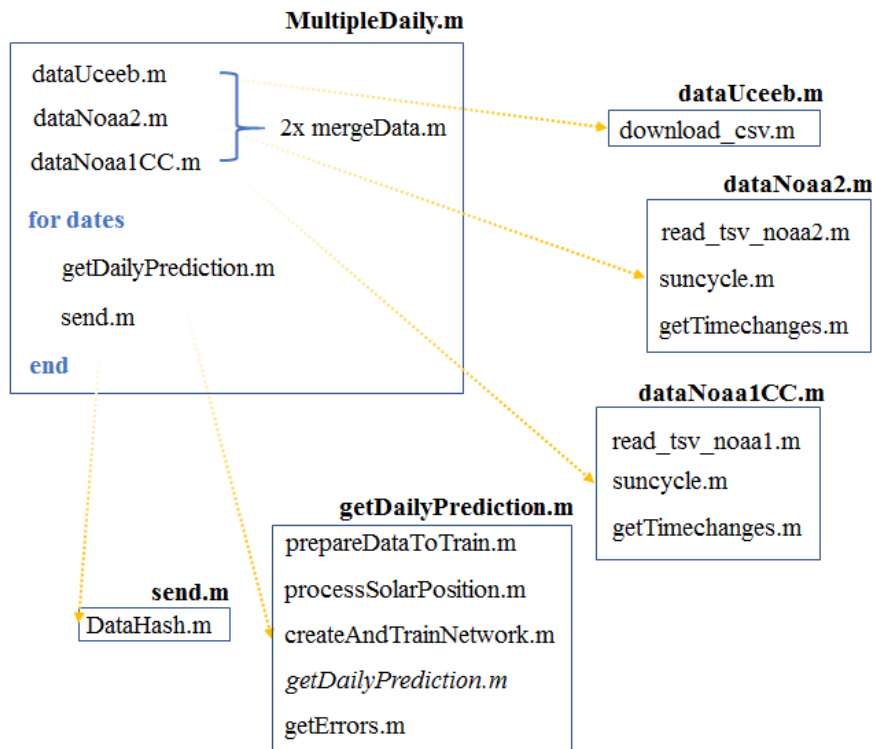 MultipleDaily.m
dataUceeb.m
dataNoaa2.m
2x mergeData.m
dataNoaa1CC.m
for dates
getDailyPrediction.m
send.m
end
dataUceeb.m
download_csv.m
dataNoaa2.m
read_tsv_noaa2.m
suncycle.m
getTimechanges.m
dataNoaa1CC.m
read_tsv_noaa1.m
suncycle.m
getTimechanges.m
getDailyPrediction.m
prepareDataToTrain.m
processSolarPosition.m
createAndTrainNetwork.m
getDailyPrediction.m
getErrors.m
send.m
DataHash.m